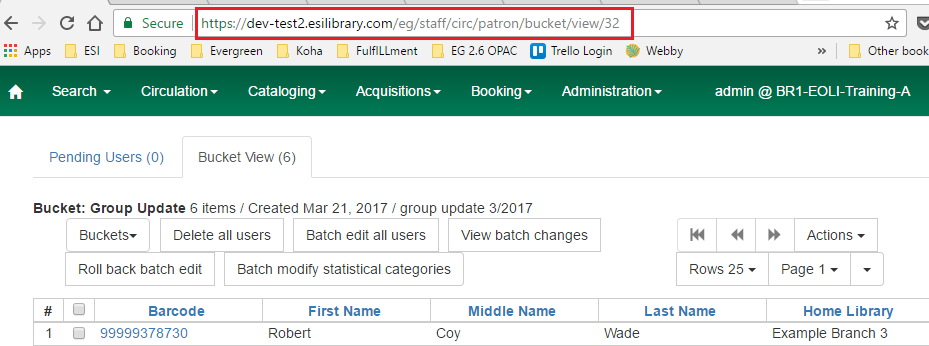 Secure https://dev-test2.esilibrary.com/eg/staff/circ/patron/bucket/view/32
Apps ESI Booking Evergreen Koha FulfILLment EG 2.6 OPAC Trello Login Webby » Other book
Search Circulation Cataloging Acquisitions Booking Administration admin @ BR1-EOLI-Training-A
Pending Users (0) Bucket View (6)
Bucket: Group Update 6 items / Created Mar 21, 2017 / group update 3/2017
Buckets Delete all users Batch edit all users View batch changes Actions
Roll back batch edit Batch modify statistical categories Rows 25 Page 1
# Barcode First Name Middle Name Last Name Home Library
1 99999378730 Robert Coy Wade Example Branch 3